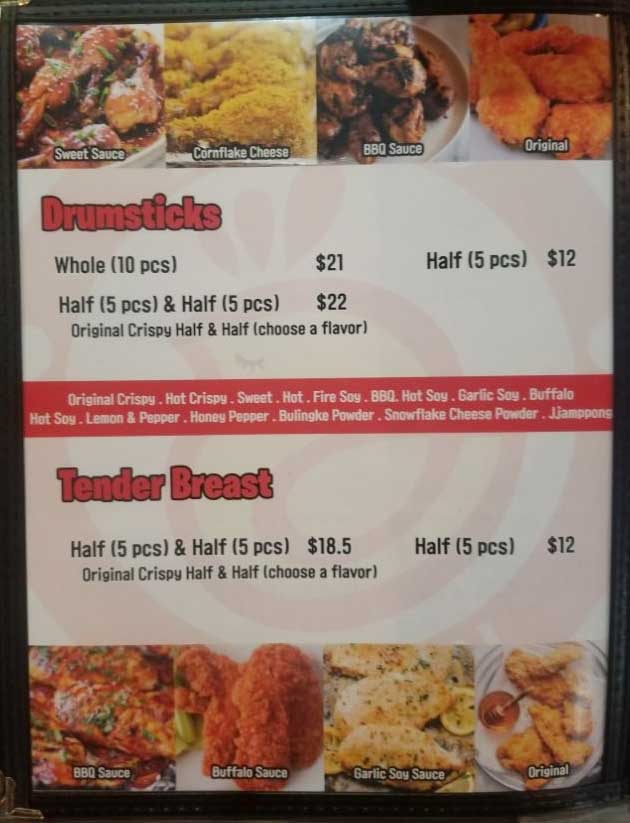 Sweet Sauce
Cornflake Cheese
BBQ Sauce
Original
Drumsticks
Whole (10 pcs) $21 Half (5 pcs) $12
Half (5 pcs) & Half (5 pcs) $22
Original Crispy Half & Half (choose a flavor)
Original Crispy . Hot Crispy . Sweet . Hot . Fire Soy . BBQ. Hot Soy . Garlic Soy . Buffalo
Hot Soy . Lemon & Pepper . Honey Pepper . Bulingke Powder . Snowflake Cheese Powder . JJamppong
Tender Breast
Half (5 pcs) & Half (5 pcs) $18.5 Half (5 pcs) $12
Original Crispy Half & Half (choose a flavor)
BBQ Sauce
Buffalo Sauce
Garlic Soy Sauce
Original